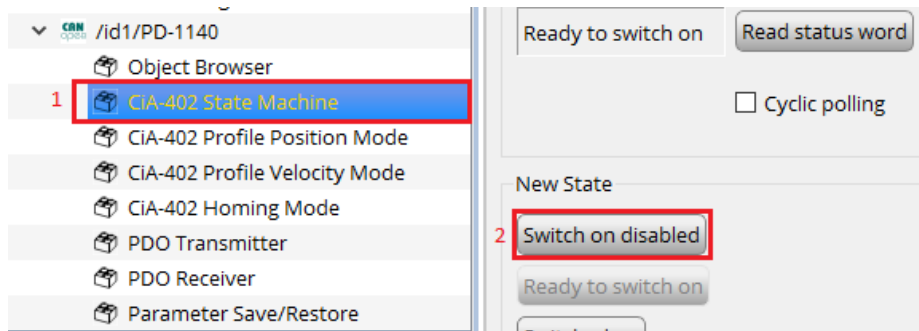 CAN open /id1/PD-1140
Object Browser
1 CiA-402 State Machine
CiA-402 Profile Position Mode
CiA-402 Profile Velocity Mode
CiA-402 Homing Mode
PDO Transmitter
PDO Receiver
Parameter Save/Restore
Ready to switch on
Read status word
Cyclic polling
New State
2 Switch on disabled
Ready to switch on